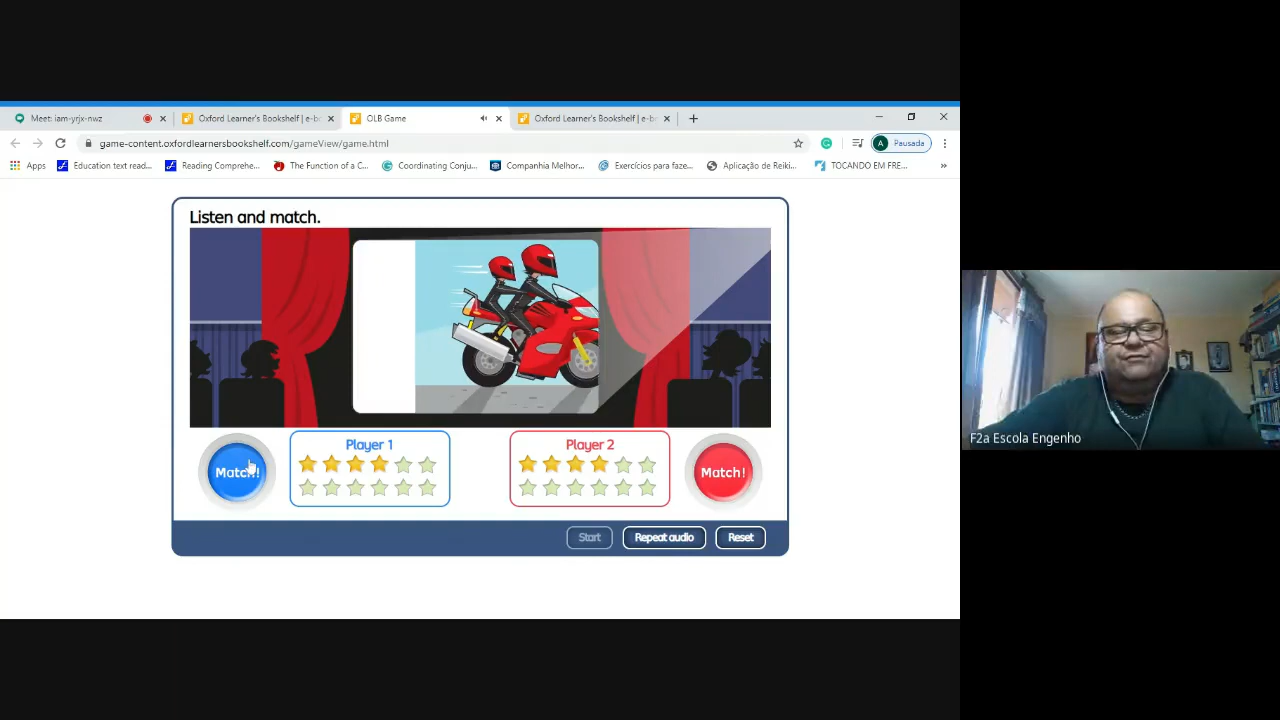 Meet: iam-yrjx-nwz
Oxford Learner's Bookshelf | e-bo
OLB Game
Oxford Learner's Bookshelf | e-bo
game-content.oxfordlearnersbookshelf.com/gameView/game.html
A Pausada
Apps
Education text read...
Reading Comprehe...
The Function of a C...
Coordinating Conju...
Companhia Melhor...
Exercícios para faze...
Aplicação de Reiki...
TOCANDO EM FRE...
»
Listen and match.
Match!
Player 1
Player 2
Match!
Start
Repeat audio
Reset
F2a Escola Engenho